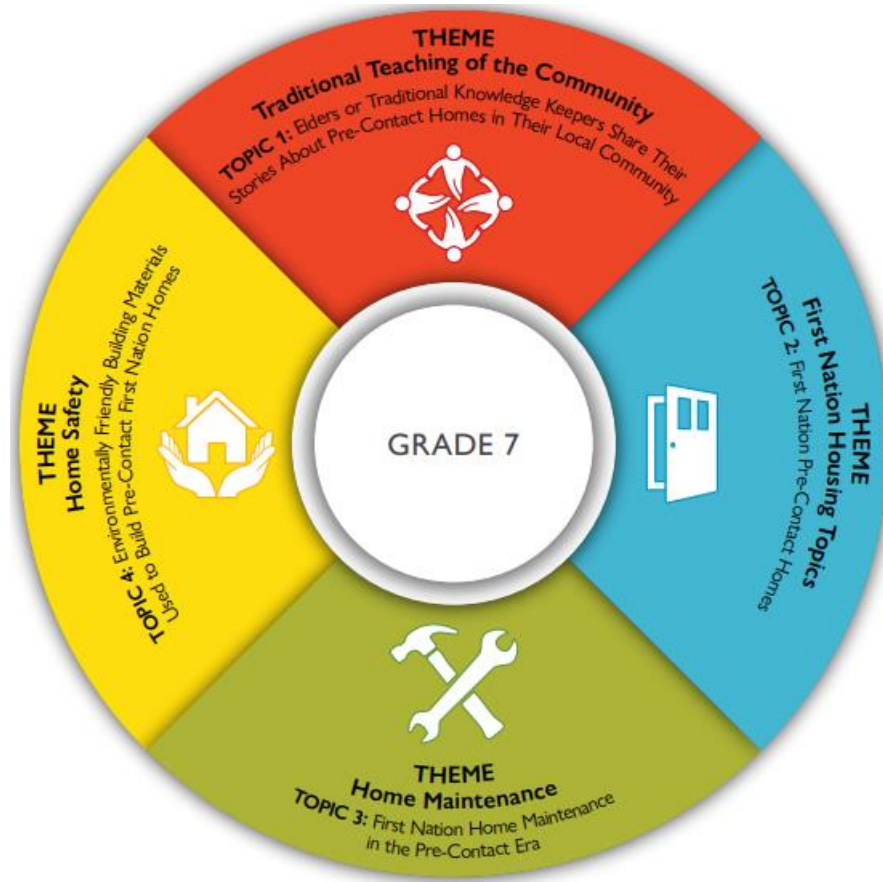 THEME
Traditional Teaching of the Community
TOPIC 1: Elders or Traditional Knowledge Keepers Share Their
Stories About Pre-Contact Homes in Their Local Community
THEME
First Nation Housing Topics
TOPIC 2: First Nation Pre-Contact Homes
THEME
Home Maintenance
TOPIC 3: First Nation Home Maintenance
in the Pre-Contact Era
THEME
Home Safety
TOPIC 4: Environmentally Friendly Building Materials
Used to Build Pre-Contact First Nation Homes
GRADE 7